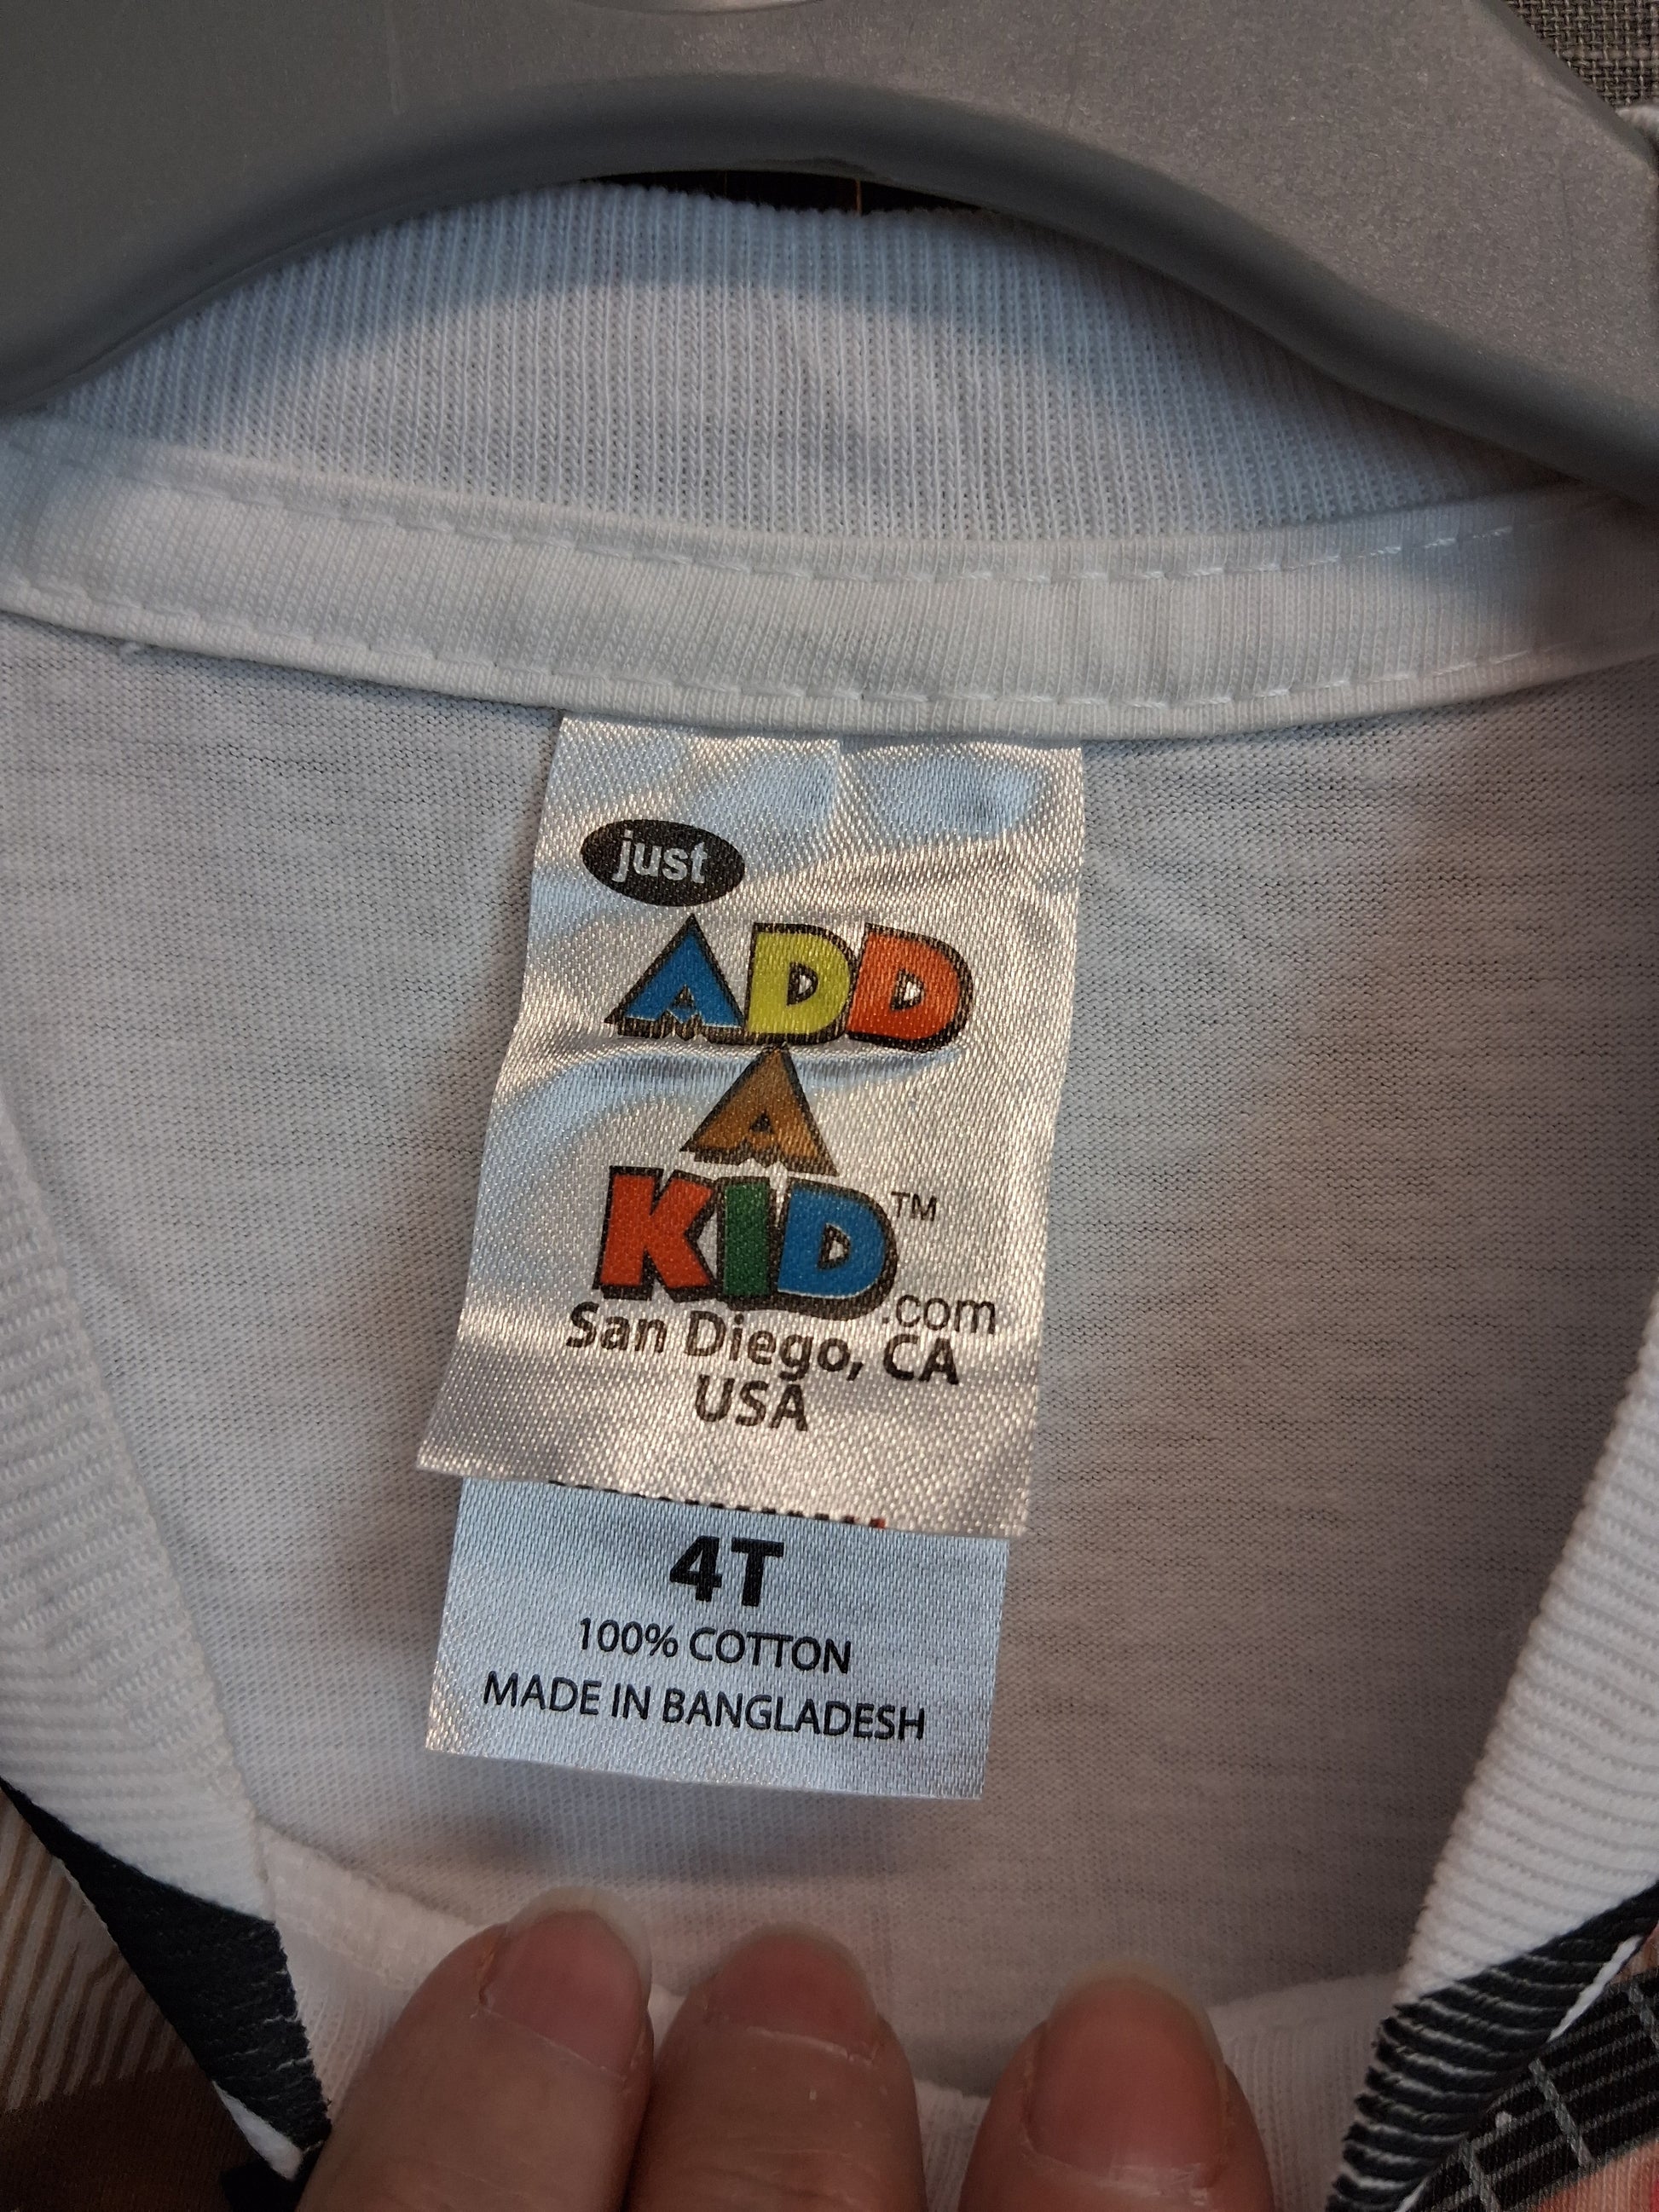 just
ADD
A
KID™
.com
San Diego, CA
USA
4T
100% COTTON
MADE IN BANGLADESH